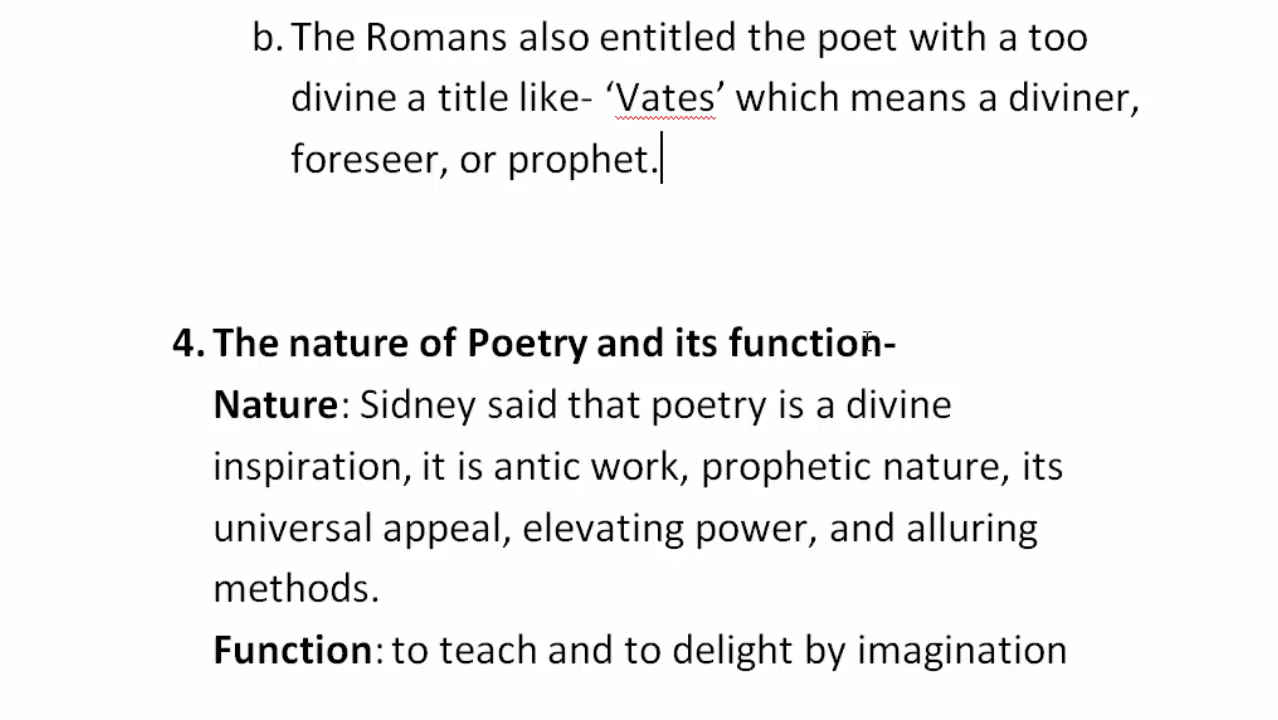 b. The Romans also entitled the poet with a too
divine a title like- ‘Vates’ which means a diviner,
foreseer, or prophet.
4. The nature of Poetry and its function-
Nature: Sidney said that poetry is a divine
inspiration, it is antic work, prophetic nature, its
universal appeal, elevating power, and alluring
methods.
Function: to teach and to delight by imagination